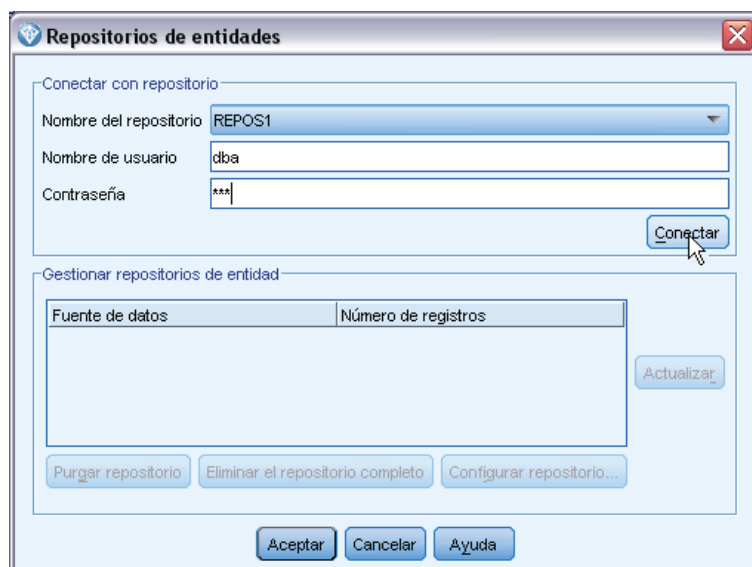 Repositorios de entidades
Conectar con repositorio
Nombre del repositorio REPOS1
Nombre de usuario dba
Contraseña ***
Conectar
Gestionar repositorios de entidad
Fuente de datos Número de registros
Actualizar
Purgar repositorio Eliminar el repositorio completo Configurar repositorio...
Aceptar Cancelar Ayuda